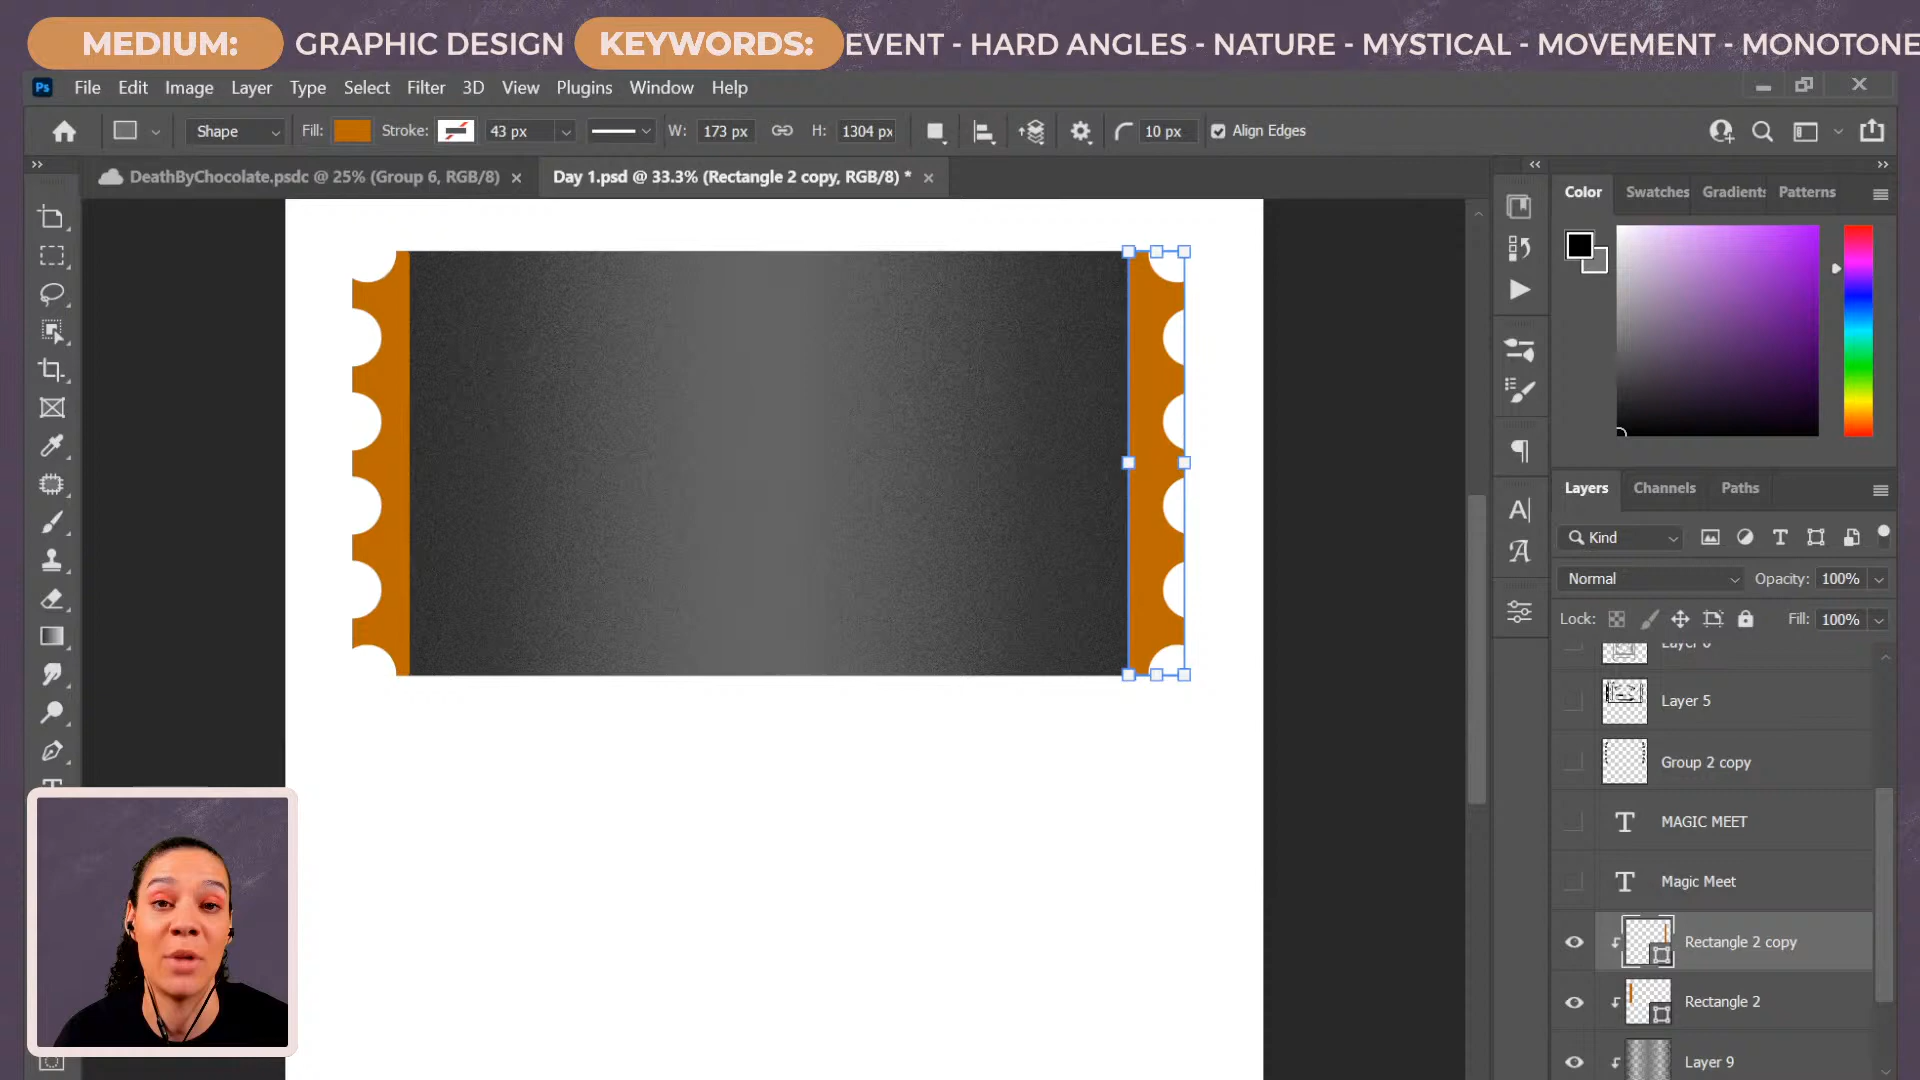 MEDIUM: GRAPHIC DESIGN KEYWORDS: EVENT - HARD ANGLES - NATURE - MYSTICAL - MOVEMENT - MONOTONE
Ps File Edit Image Layer Type Select Filter 3D View Plugins Window Help
Shape Fill: Stroke: 43 px W: 173 px H: 1304 px 10 px Align Edges
DeathByChocolate.psdc @ 25% (Group 6, RGB/8) Day 1.psd @ 33.3% (Rectangle 2 copy, RGB/8) *
Color Swatches Gradients Patterns
Layers Channels Paths
Kind
Normal Opacity: 100%
Lock: Fill: 100%
Layer 5
Group 2 copy
MAGIC MEET
Magic Meet
Rectangle 2 copy
Rectangle 2
Layer 9